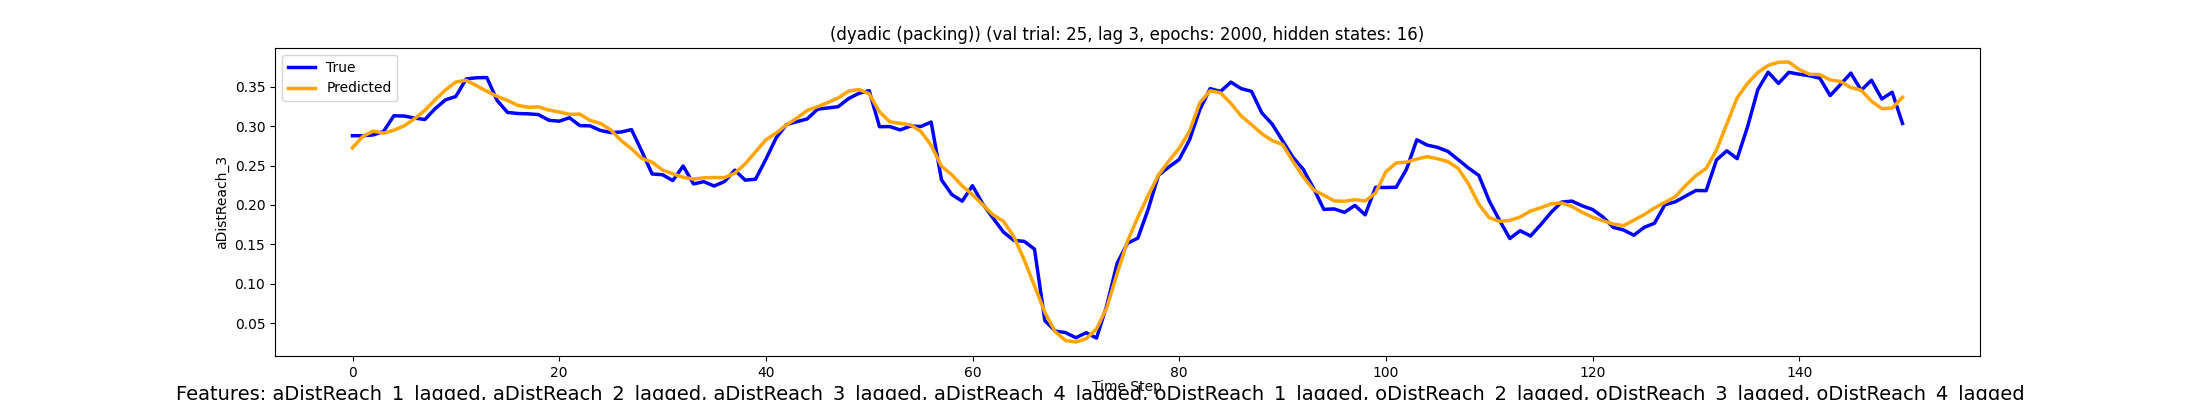 (dyadic (packing)) (val trial: 25, lag 3, epochs: 2000, hidden states: 16)
True
Predicted
aDistReach_3
0.35
0.30
0.25
0.20
0.15
0.10
0.05
0 20 40 60 80 100 120 140
Time Step
Features: aDistReach_1_lagged, aDistReach_2_lagged, aDistReach_3_lagged, aDistReach_4_lagged, oDistReach_1_lagged, oDistReach_2_lagged, oDistReach_3_lagged, oDistReach_4_lagged